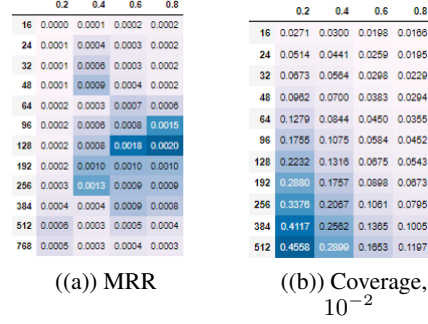 0.2 0.4 0.6 0.8
16 0.0000 0.0001 0.0002 0.0002
24 0.0001 0.0004 0.0003 0.0002
32 0.0001 0.0006 0.0003 0.0002
48 0.0001 0.0009 0.0004 0.0002
64 0.0002 0.0003 0.0007 0.0006
96 0.0002 0.0006 0.0008 0.0015
128 0.0002 0.0008 0.0018 0.0020
192 0.0002 0.0010 0.0010 0.0010
256 0.0003 0.0013 0.0009 0.0009
384 0.0004 0.0004 0.0009 0.0008
512 0.0006 0.0003 0.0005 0.0004
768 0.0005 0.0003 0.0004 0.0003
((a)) MRR
0.2 0.4 0.6 0.8
16 0.0271 0.0300 0.0198 0.0166
24 0.0514 0.0441 0.0259 0.0195
32 0.0673 0.0564 0.0298 0.0229
48 0.0962 0.0700 0.0383 0.0294
64 0.1279 0.0844 0.0450 0.0355
96 0.1755 0.1075 0.0584 0.0452
128 0.2232 0.1316 0.0675 0.0543
192 0.2880 0.1757 0.0898 0.0673
256 0.3376 0.2067 0.1061 0.0795
384 0.4117 0.2562 0.1365 0.1005
512 0.4558 0.2899 0.1653 0.1197
((b)) Coverage,
10⁻²